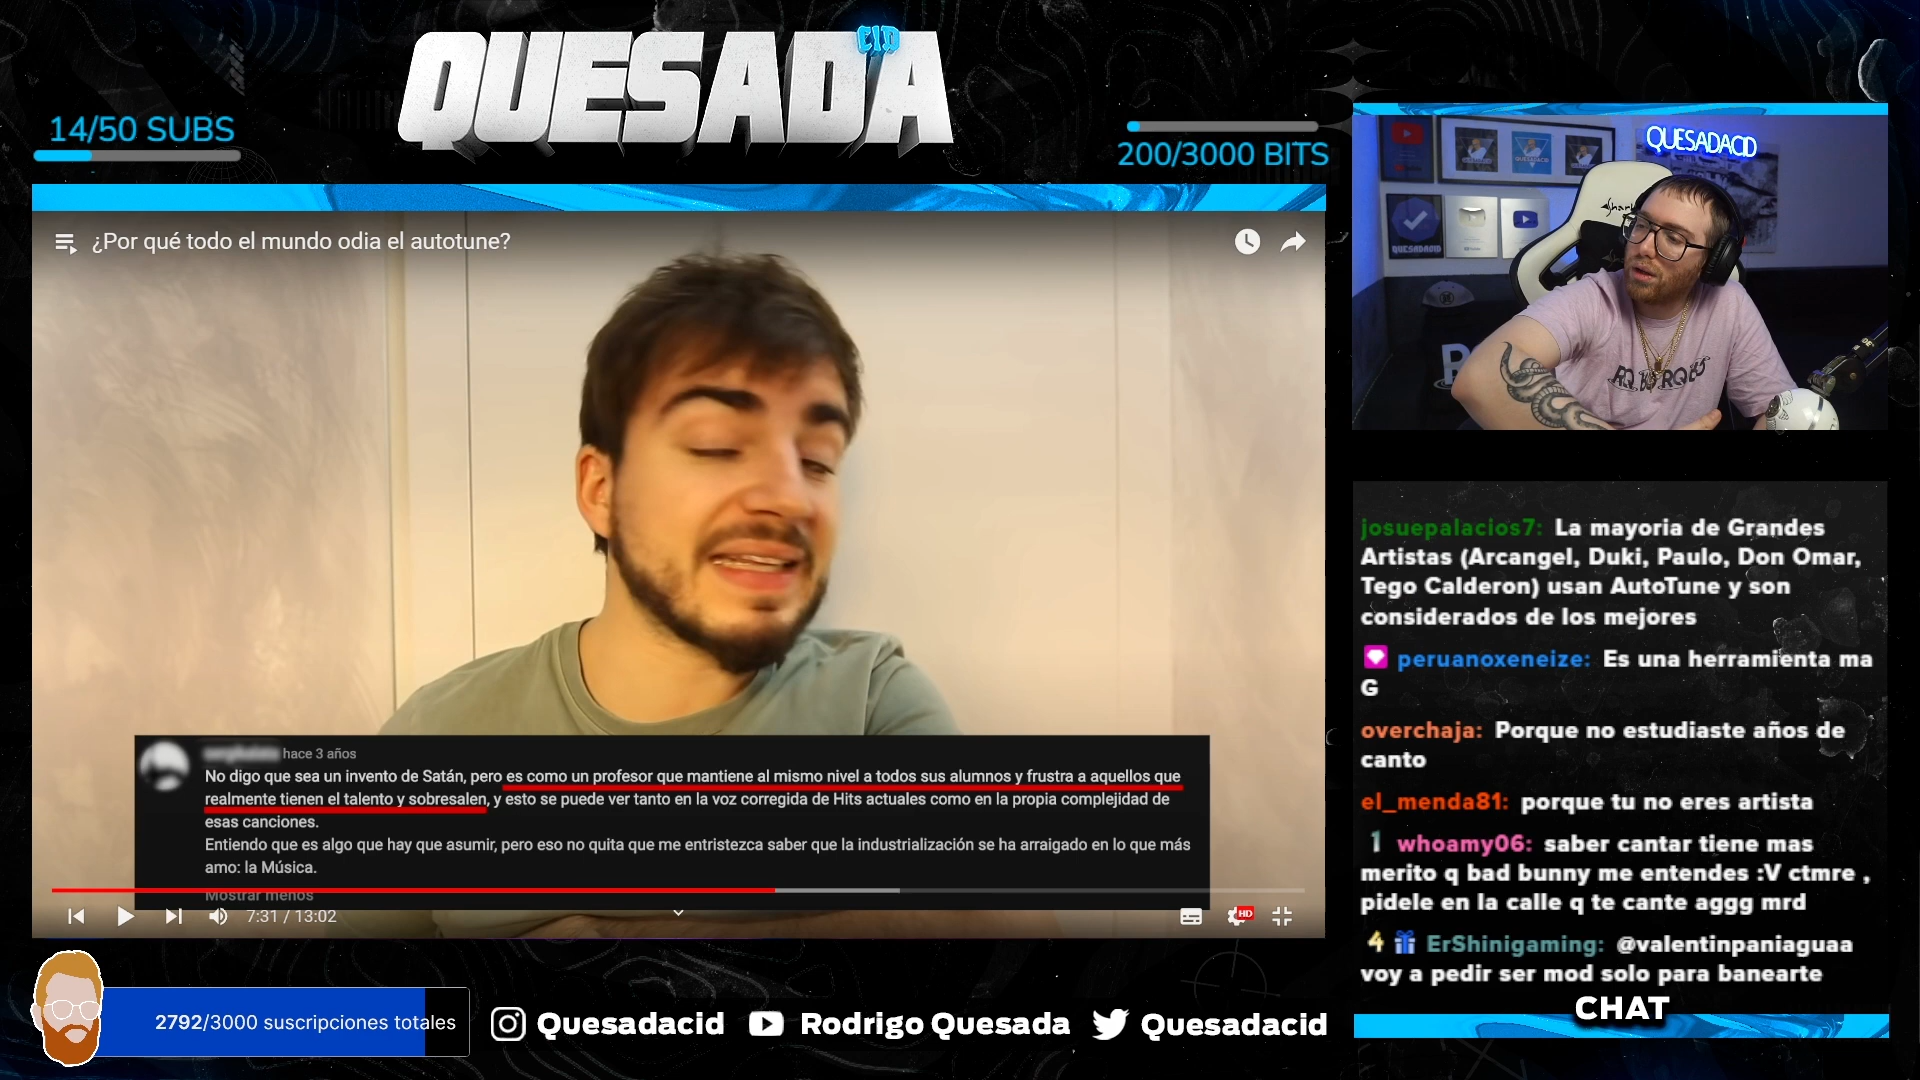 CID
QUESADA
14/50 SUBS
200/3000 BITS
¿Por qué todo el mundo odia el autotune?
hace 3 años
No digo que sea un invento de Satán, pero es como un profesor que mantiene al mismo nivel a todos sus alumnos y frustra a aquellos que
realmente tienen el talento y sobresalen, y esto se puede ver tanto en la voz corregida de Hits actuales como en la propia complejidad de
esas canciones.
Entiendo que es algo que hay que asumir, pero eso no quita que me entristezca saber que la industrialización se ha arraigado en lo que más
amo: la Música.
Mostrar menos
7:31 / 13:02
HD
QUESADACID
QUESADACID
josuepalacios7: La mayoria de Grandes
Artistas (Arcangel, Duki, Paulo, Don Omar,
Tego Calderon) usan AutoTune y son
considerados de los mejores
peruanoxeneize: Es una herramienta ma
G
overchaja: Porque no estudiaste años de
canto
el_menda81: porque tu no eres artista
1 whoamy06: saber cantar tiene mas
merito q bad bunny me entendes :V ctmre ,
pidele en la calle q te cante aggg mrd
4 ErShinigaming: @valentinpaniaguaa
voy a pedir ser mod solo para banearte
CHAT
2792/3000 suscripciones totales
Quesadacid
Rodrigo Quesada
Quesadacid